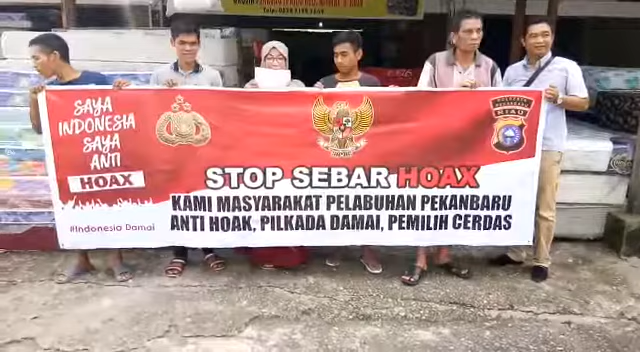 SAYA
INDONESIA
SAYA
ANTI
HOAX
#Indonesia Damai
RIAU
STOP SEBAR HOAX
KAMI MASYARAKAT PELABUHAN PEKANBARU
ANTI HOAK, PILKADA DAMAI, PEMILIH CERDAS